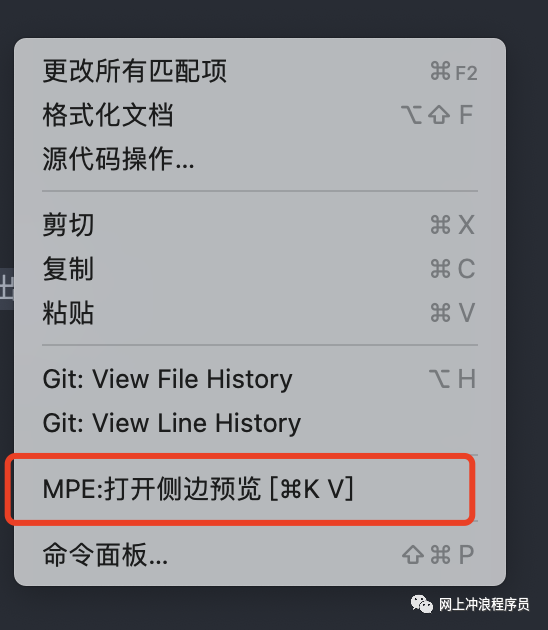 更改所有匹配项 ⌘F2
格式化文档 ⌥⇧ F
源代码操作...
剪切 ⌘ X
复制 ⌘ C
出
粘贴 ⌘ V
Git: View File History ⌥ H
Git: View Line History
MPE:打开侧边预览 [⌘K V]
命令面板... ⇧⌘ P
网上冲浪程序员